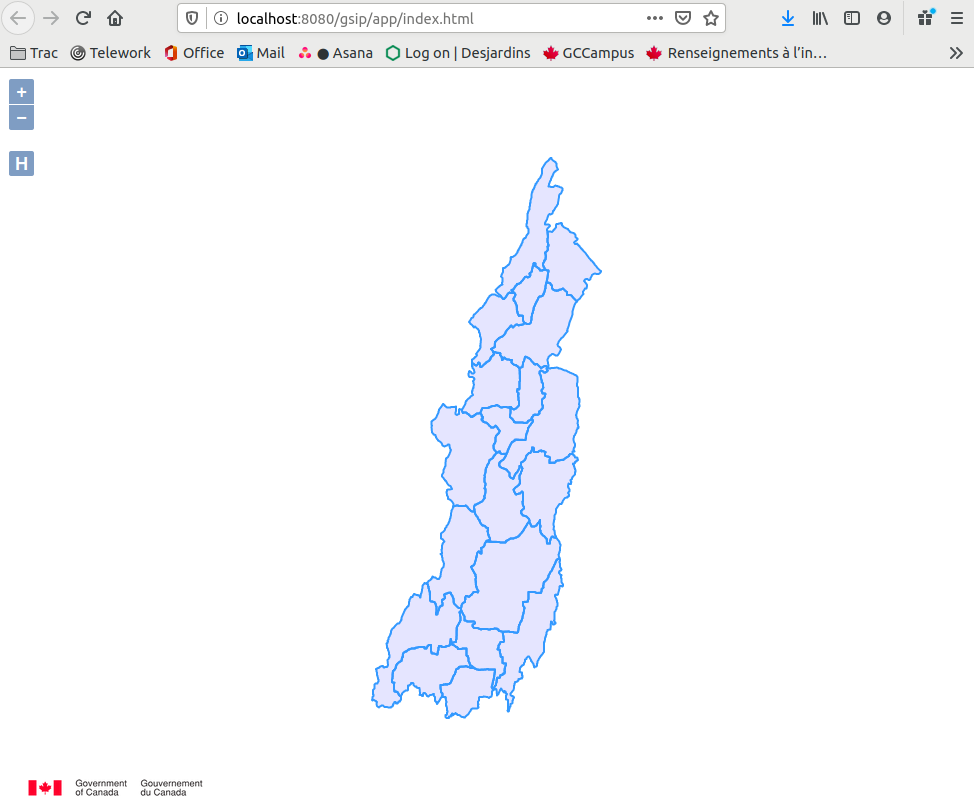 localhost:8080/gsip/app/index.html
Trac Telework Office Mail Asana Log on | Desjardins GCCampus Renseignements à l'in…
+
−
H
Government Gouvernement
of Canada du Canada